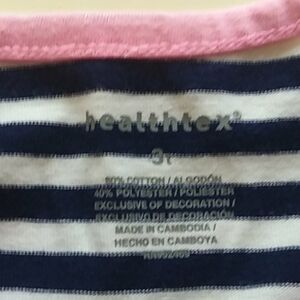 healthtex®
3T
60% COTTON / ALGODÓN
40% POLYESTER / POLIESTER
EXCLUSIVE OF DECORATION /
EXCLUSIVO DE DECORACIÓN
MADE IN CAMBODIA /
HECHO EN CAMBOYA